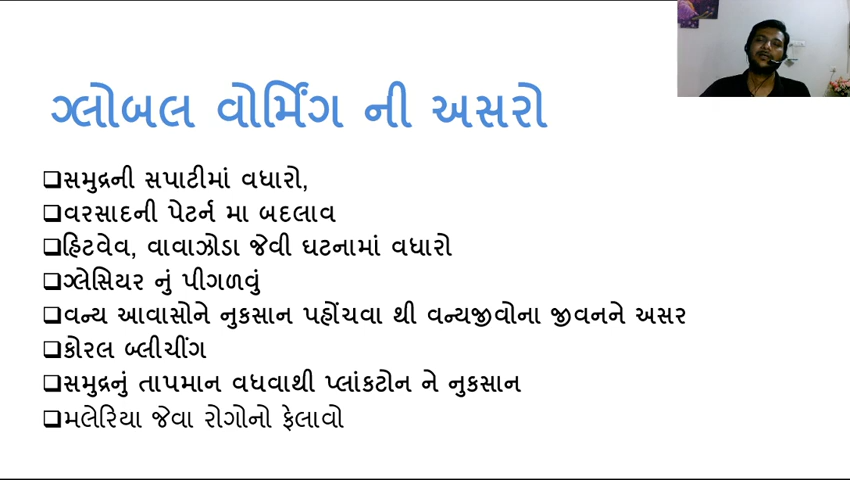 ગ્લોબલ વોર્મિંગ ની અસરો
❑સમુદ્રની સપાટીમાં વધારો,
❑વરસાદની પેટર્ન મા બદલાવ
❑હિટવેવ, વાવાઝોડા જેવી ઘટનામાં વધારો
❑ગ્લેસિયર નું પીગળવું
❑વન્ય આવાસોને નુકસાન પહોંચવા થી વન્યજીવોના જીવનને અસર
❑કોરલ બ્લીચીંગ
❑સમુદ્રનું તાપમાન વધવાથી પ્લાંકટોન ને નુકસાન
❑મલેરિયા જેવા રોગોનો ફેલાવો